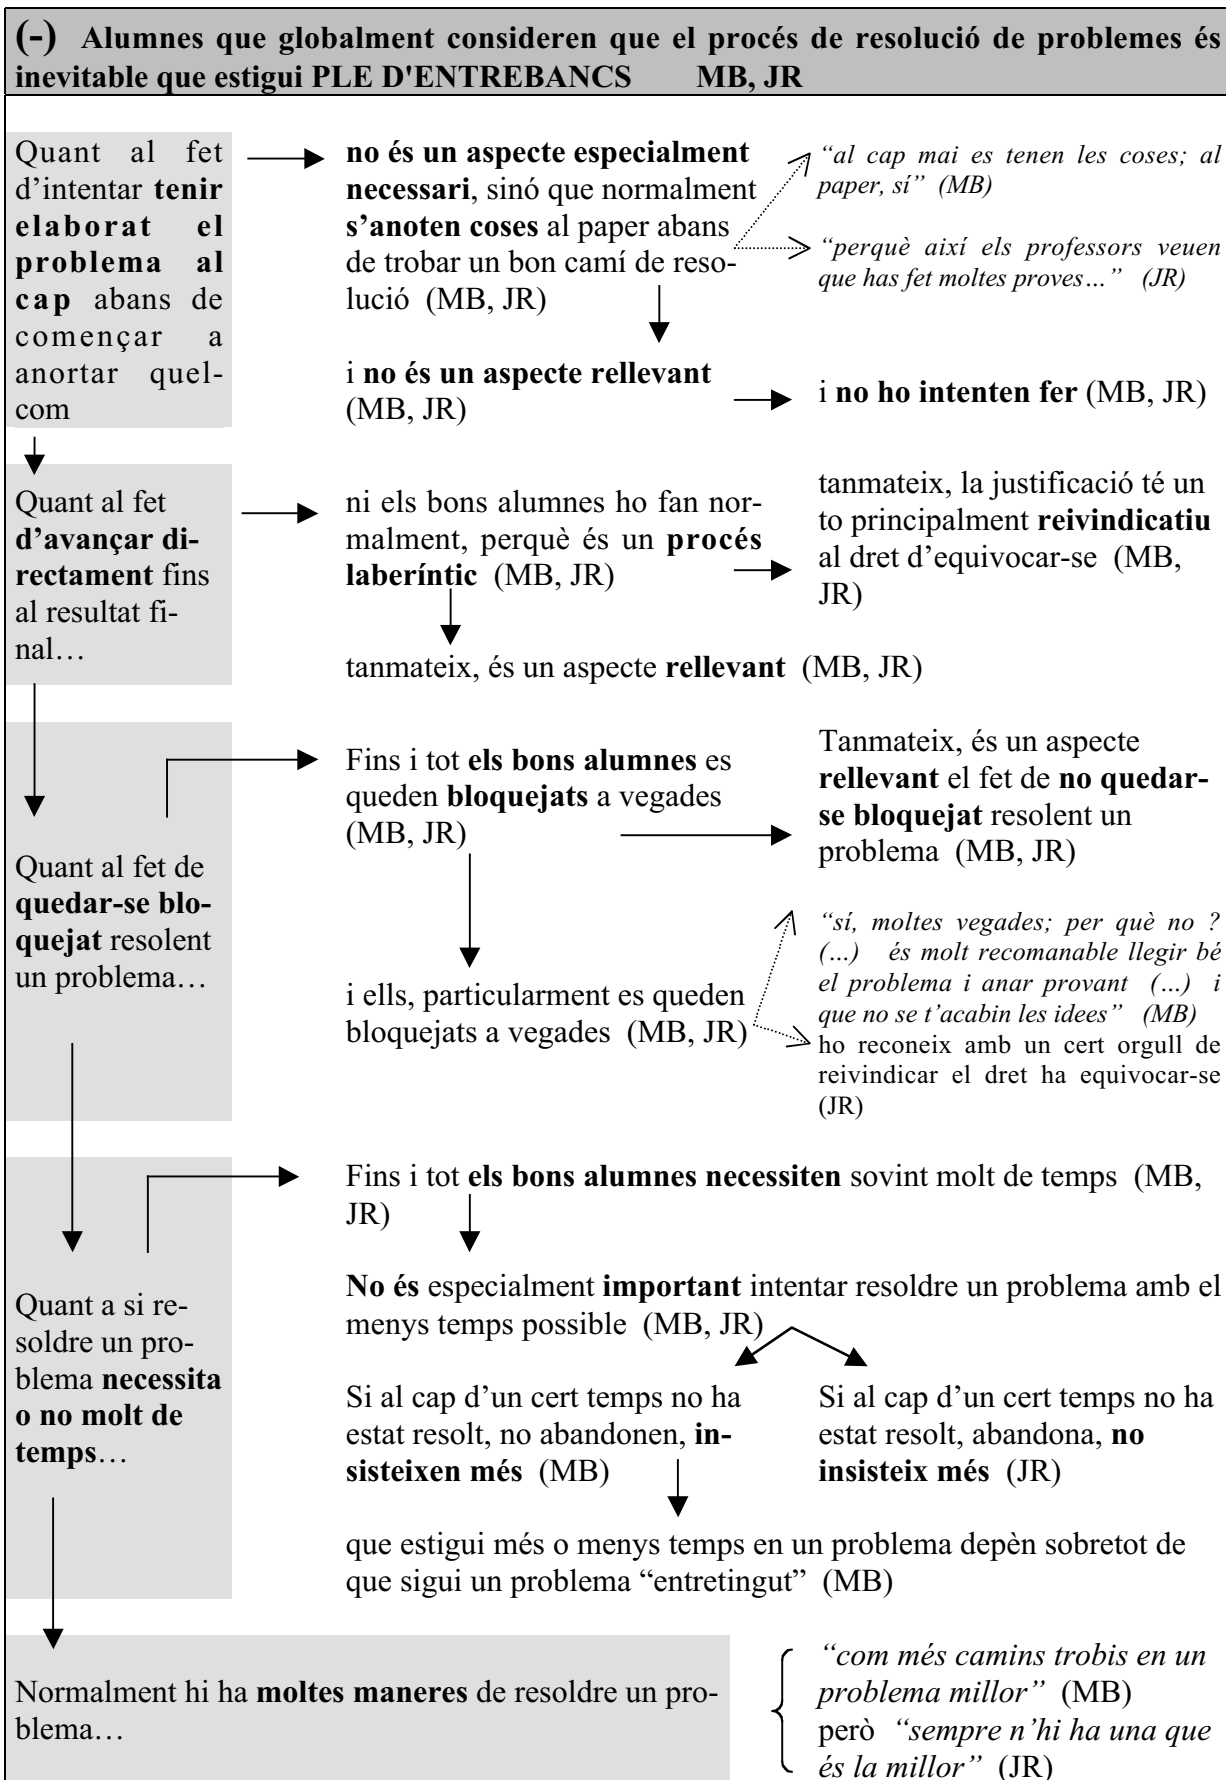 (-) Alumnes que globalment consideren que el procés de resolució de problemes és
inevitable que estigui PLE D'ENTREBANCS MB, JR
Quant al fet
d’intentar tenir
elaborat el
problema al
cap abans de
començar a
anortar quel-
com
no és un aspecte especialment
necessari, sinó que normalment
s’anoten coses al paper abans
de trobar un bon camí de reso-
lució (MB, JR)
“al cap mai es tenen les coses; al
paper, sí” (MB)
“perquè així els professors veuen
que has fet moltes proves…” (JR)
i no és un aspecte rellevant
(MB, JR)
i no ho intenten fer (MB, JR)
Quant al fet
d’avançar di-
rectament fins
al resultat fi-
nal…
ni els bons alumnes ho fan nor-
malment, perquè és un procés
laberíntic (MB, JR)
tanmateix, la justificació té un
to principalment reivindicatiu
al dret d’equivocar-se (MB,
JR)
tanmateix, és un aspecte rellevant (MB, JR)
Quant al fet de
quedar-se blo-
quejat resolent
un problema…
Fins i tot els bons alumnes es
queden bloquejats a vegades
(MB, JR)
Tanmateix, és un aspecte
rellevant el fet de no quedar-
se bloquejat resolent un
problema (MB, JR)
i ells, particularment es queden
bloquejats a vegades (MB, JR)
“sí, moltes vegades; per què no ?
(…) és molt recomanable llegir bé
el problema i anar provant (…) i
que no se t'acabin les idees” (MB)
ho reconeix amb un cert orgull de
reivindicar el dret ha equivocar-se
(JR)
Quant a si re-
soldre un pro-
blema necessita
o no molt de
temps…
Fins i tot els bons alumnes necessiten sovint molt de temps (MB,
JR)
No és especialment important intentar resoldre un problema amb el
menys temps possible (MB, JR)
Si al cap d’un cert temps no ha
estat resolt, no abandonen, in-
sisteixen més (MB)
Si al cap d’un cert temps no ha
estat resolt, abandona, no
insisteix més (JR)
que estigui més o menys temps en un problema depèn sobretot de
que sigui un problema “entretingut” (MB)
Normalment hi ha moltes maneres de resoldre un pro-
blema…
“com més camins trobis en un
problema millor” (MB)
però “sempre n’hi ha una que
és la millor” (JR)